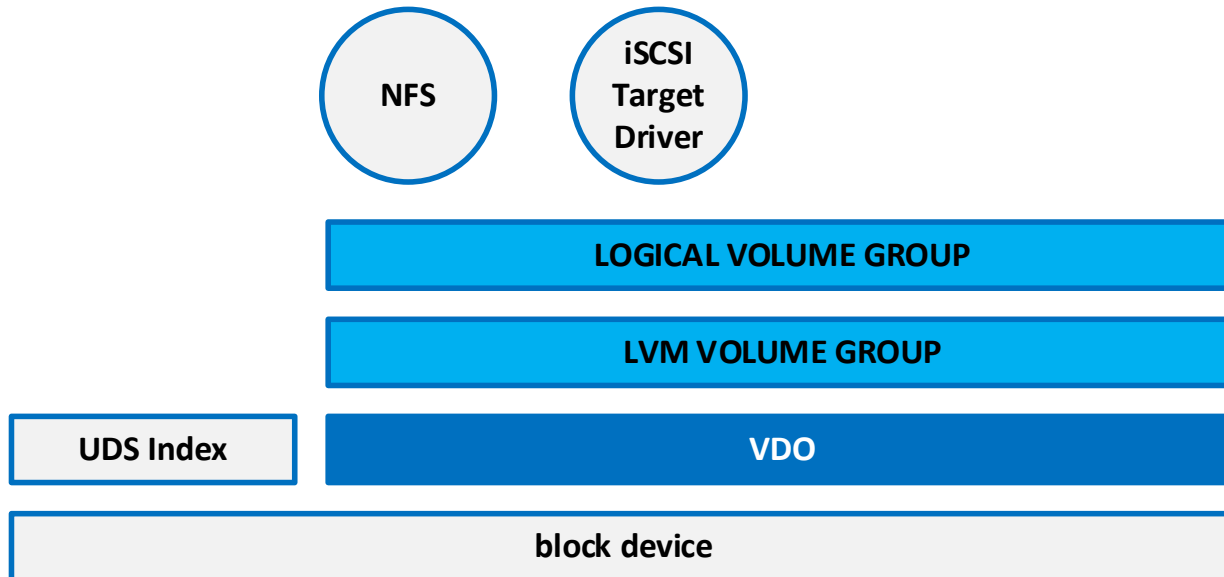 NFS
iSCSI
Target
Driver
LOGICAL VOLUME GROUP
LVM VOLUME GROUP
UDS Index
VDO
block device